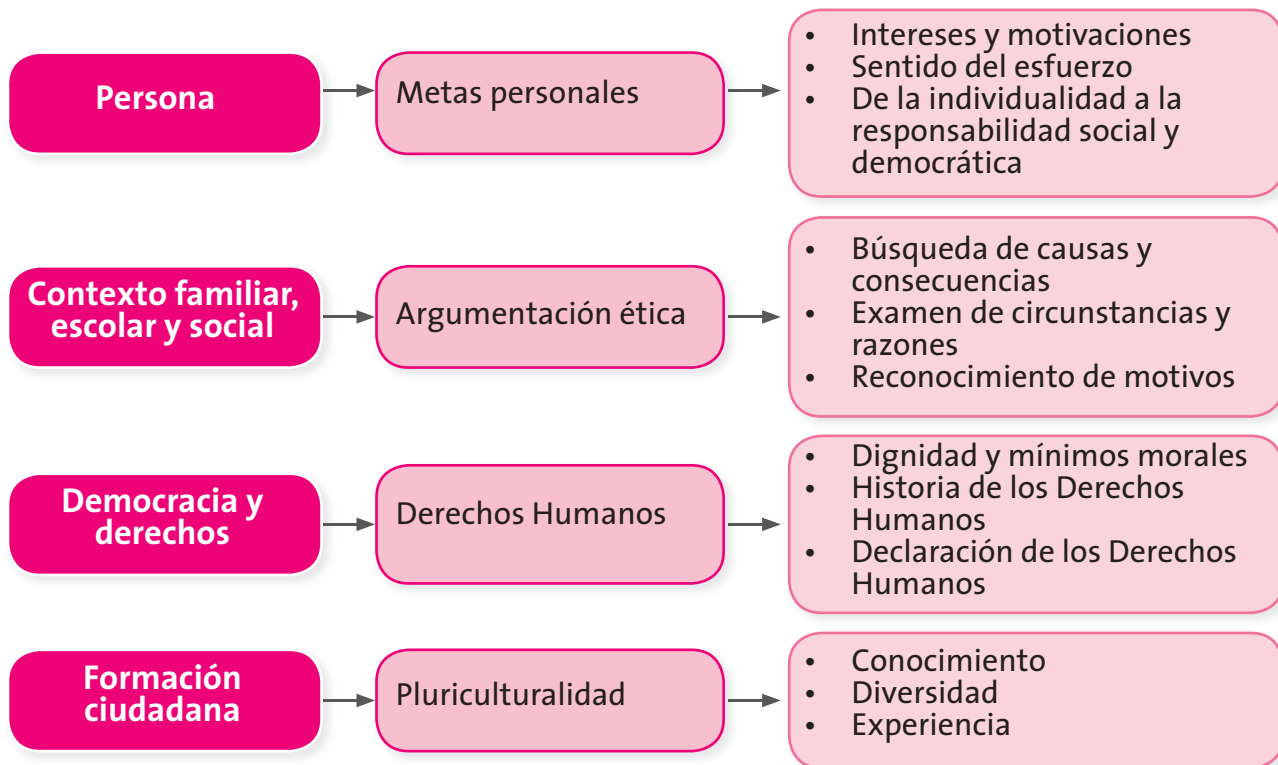 Persona
Metas personales
• Intereses y motivaciones
• Sentido del esfuerzo
• De la individualidad a la
responsabilidad social y
democrática
Contexto familiar,
escolar y social
Argumentación ética
• Búsqueda de causas y
consecuencias
• Examen de circunstancias y
razones
• Reconocimiento de motivos
Democracia y
derechos
Derechos Humanos
• Dignidad y mínimos morales
• Historia de los Derechos
Humanos
• Declaración de los Derechos
Humanos
Formación
ciudadana
Pluriculturalidad
• Conocimiento
• Diversidad
• Experiencia